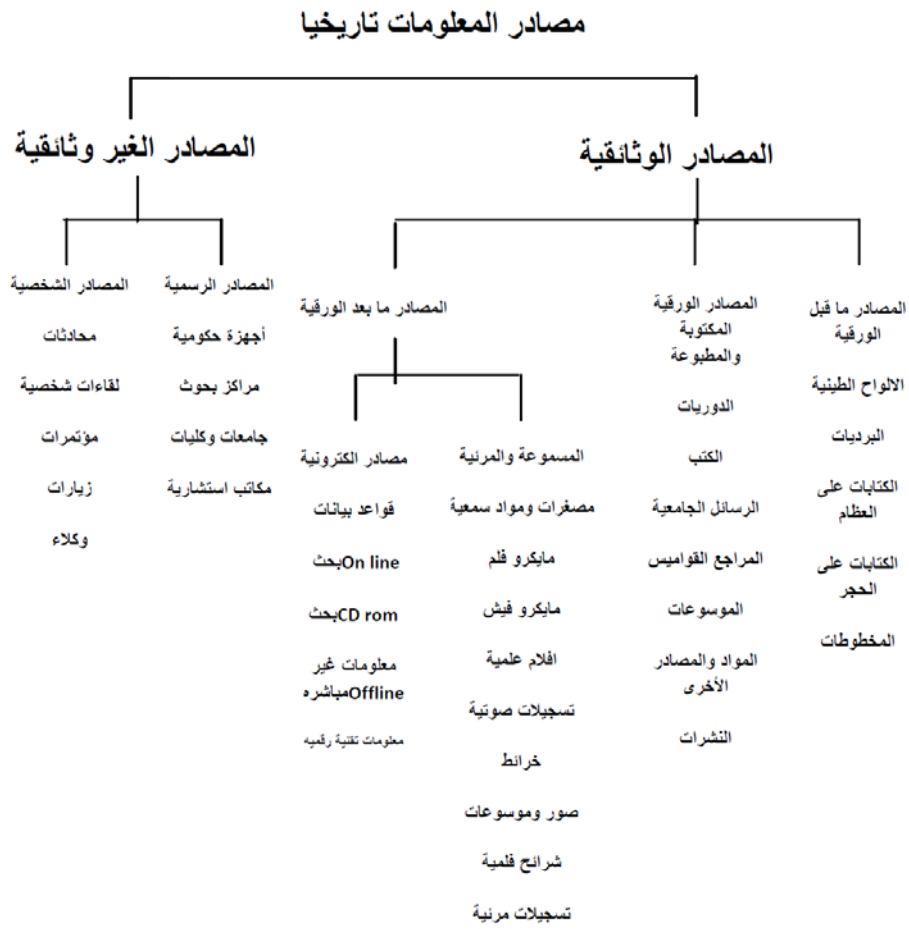 مصادر المعلومات تاريخيا
المصادر الوثائقية
المصادر الغير وثائقية
المصادر ما قبل
الورقية
الالواح الطينية
البرديات
الكتابات على
العظام
الكتابات على
الحجر
المخطوطات
المصادر الورقية
المكتوبة
والمطبوعة
الدوريات
الكتب
الرسائل الجامعية
المراجع القواميس
الموسوعات
المواد والمصادر
الأخرى
النشرات
المصادر ما بعد الورقية
المسموعة والمرئية
مصغرات ومواد سمعية
مايكرو فلم
مايكرو فيش
افلام علمية
تسجيلات صوتية
خرائط
صور وموسوعات
شرائح فلمية
تسجيلات مرئية
مصادر الكترونية
قواعد بيانات
بحثOn line
بحثCD rom
معلومات غير
مباشرهOffline
معلومات تقنية رقميه
المصادر الرسمية
أجهزة حكومية
مراكز بحوث
جامعات وكليات
مكاتب استشارية
المصادر الشخصية
محادثات
لقاءات شخصية
مؤتمرات
زيارات
وكلاء